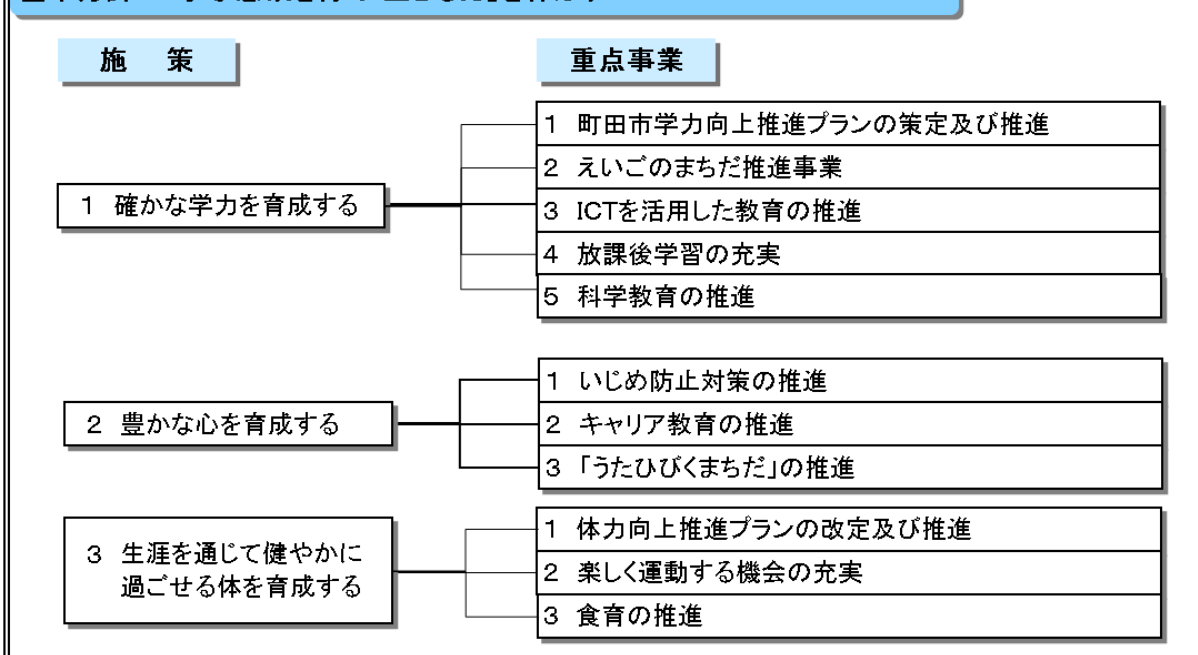 施 策
重点事業
1 確かな学力を育成する
1 町田市学力向上推進プランの策定及び推進
2 えいごのまちだ推進事業
3 ICTを活用した教育の推進
4 放課後学習の充実
5 科学教育の推進
2 豊かな心を育成する
1 いじめ防止対策の推進
2 キャリア教育の推進
3 「うたひびくまちだ」の推進
3 生涯を通じて健やかに
過ごせる体を育成する
1 体力向上推進プランの改定及び推進
2 楽しく運動する機会の充実
3 食育の推進